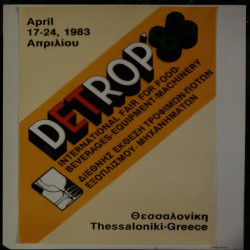 April
17-24, 1983
Απριλίου
DETROP
INTERNATIONAL FAIR FOR FOOD-
BEVERAGES-EQUIPMENT-MACHINERY
ΔΙΕΘΝΗΣ ΕΚΘΕΣΗ ΤΡΟΦΙΜΩΝ-ΠΟΤΩΝ
ΕΞΟΠΛΙΣΜΟΥ-ΜΗΧΑΝΗΜΑΤΩΝ
Θεσσαλονίκη
Thessaloniki-Greece